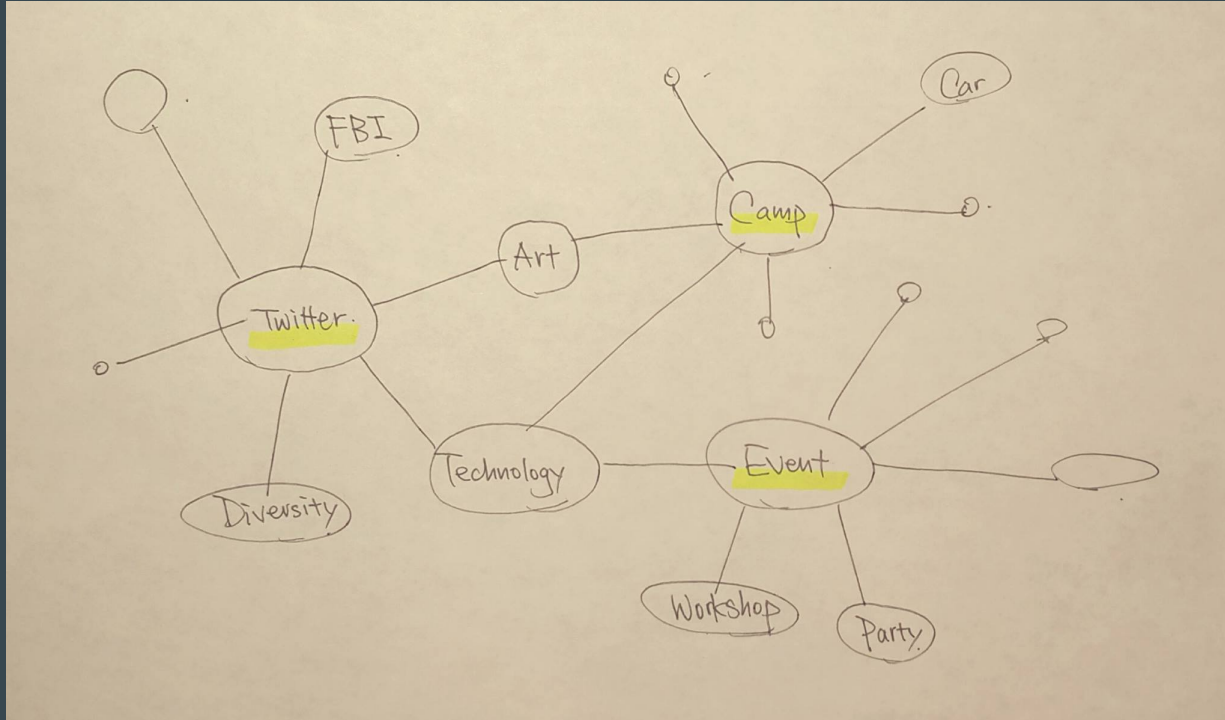 FBI
Car
Camp
Art
Twitter.
Technology
Event
Diversity
Workshop
Party.